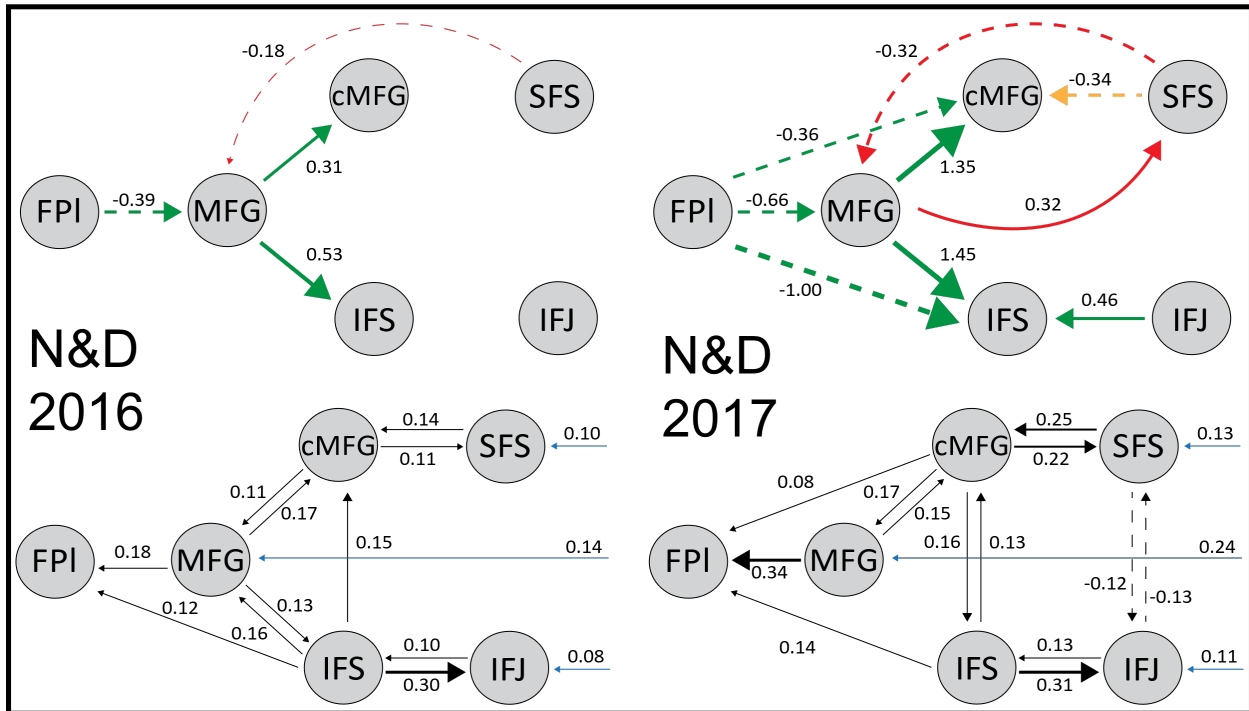 -0.18
cMFG
SFS
0.31
FPl
-0.39
MFG
0.53
IFS
IFJ
N&D
2016
-0.32
cMFG
-0.34
SFS
-0.36
1.35
FPl
-0.66
MFG
0.32
1.45
-1.00
IFS
0.46
IFJ
N&D
2017
cMFG
0.14
0.11
SFS
0.10
0.11
0.17
FPl
0.18
MFG
0.15
0.14
0.12
0.13
0.16
IFS
0.10
0.30
IFJ
0.08
cMFG
0.25
0.22
SFS
0.13
0.08
0.17
0.15
FPl
0.34
MFG
0.16
0.13
0.24
-0.12
-0.13
0.14
IFS
0.13
0.31
IFJ
0.11